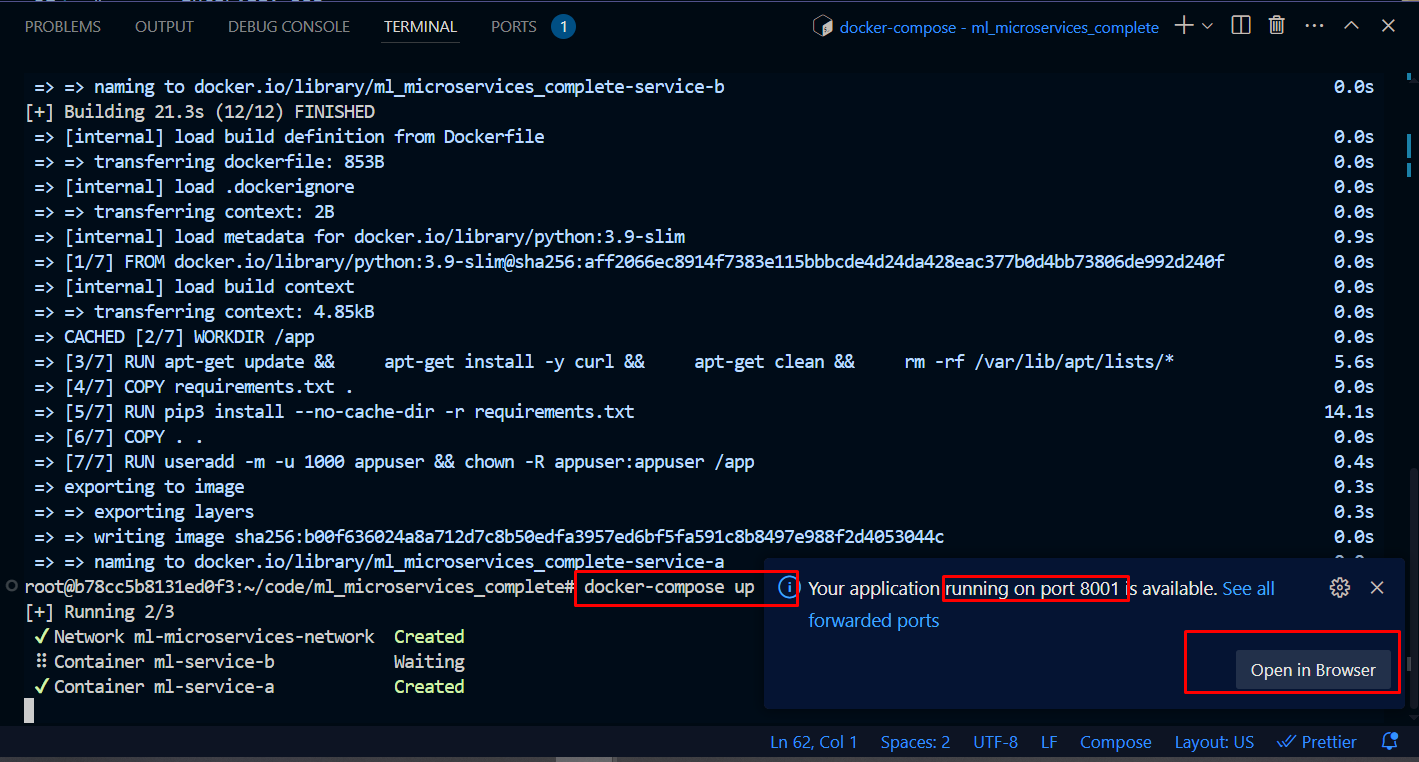 PROBLEMS OUTPUT DEBUG CONSOLE TERMINAL PORTS 1 docker-compose - ml_microservices_complete
=> => naming to docker.io/library/ml_microservices_complete-service-b 0.0s
[+] Building 21.3s (12/12) FINISHED
=> [internal] load build definition from Dockerfile 0.0s
=> => transferring dockerfile: 853B 0.0s
=> [internal] load .dockerignore 0.0s
=> => transferring context: 2B 0.0s
=> [internal] load metadata for docker.io/library/python:3.9-slim 0.9s
=> [1/7] FROM docker.io/library/python:3.9-slim@sha256:aff2066ec8914f7383e115bbbcde4d24da428eac377b0d4bb73806de992d240f 0.0s
=> [internal] load build context 0.0s
=> => transferring context: 4.85kB 0.0s
=> CACHED [2/7] WORKDIR /app 0.0s
=> [3/7] RUN apt-get update &&     apt-get install -y curl &&     apt-get clean &&     rm -rf /var/lib/apt/lists/* 5.6s
=> [4/7] COPY requirements.txt . 0.0s
=> [5/7] RUN pip3 install --no-cache-dir -r requirements.txt 14.1s
=> [6/7] COPY . . 0.0s
=> [7/7] RUN useradd -m -u 1000 appuser && chown -R appuser:appuser /app 0.4s
=> exporting to image 0.3s
=> => exporting layers 0.3s
=> => writing image sha256:b00f636024a8a712d7c8b50edfa3957ed6bf5fa591c8b8497e988f2d4053044c 0.0s
=> => naming to docker.io/library/ml_microservices_complete-service-a
root@b78cc5b8131ed0f3:~/code/ml_microservices_complete# docker-compose up
[+] Running 2/3
✔ Network ml-microservices-network Created
⠿ Container ml-service-b Waiting
✔ Container ml-service-a Created
Your application running on port 8001 is available. See all
forwarded ports
Open in Browser
Ln 62, Col 1 Spaces: 2 UTF-8 LF Compose Layout: US Prettier